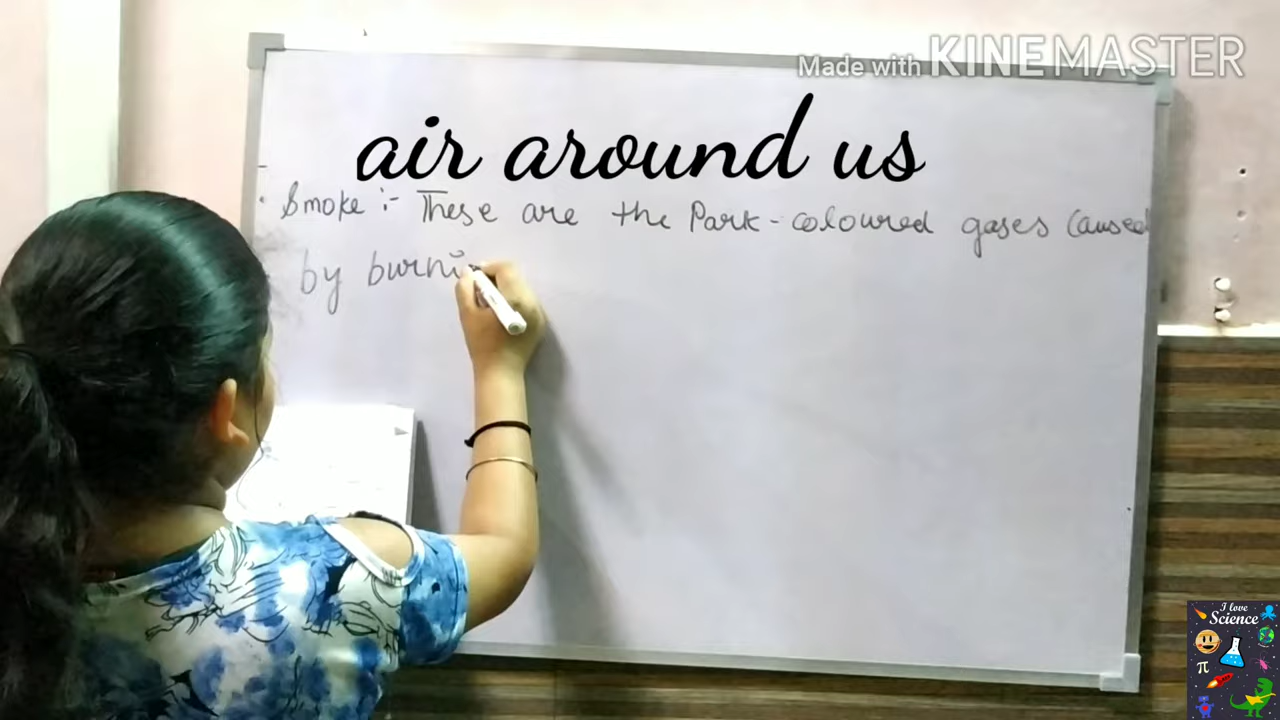 Made with KINEMASTER
air around us
Smoke :- These are the Park-coloured gases Caused
by burni
I love
Science
π